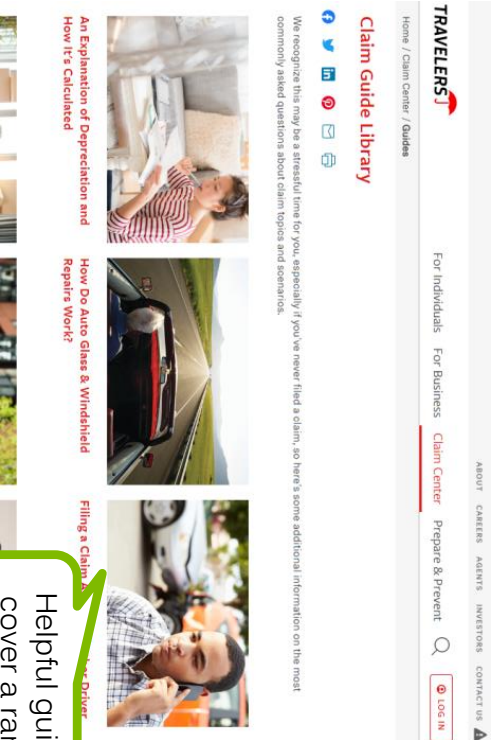 ABOUT CAREERS AGENTS INVESTORS CONTACT US
TRAVELERS
For Individuals For Business Claim Center Prepare & Prevent LOG IN
Home / Claim Center / Guides
Claim Guide Library
We recognize this may be a stressful time for you, especially if you've never filed a claim, so here's some additional information on the most
commonly asked questions about claim topics and scenarios.
An Explanation of Depreciation and
How It's Calculated
How Do Auto Glass & Windshield
Repairs Work?
Filing a Claim
Driver
Helpful gui
cover a ra